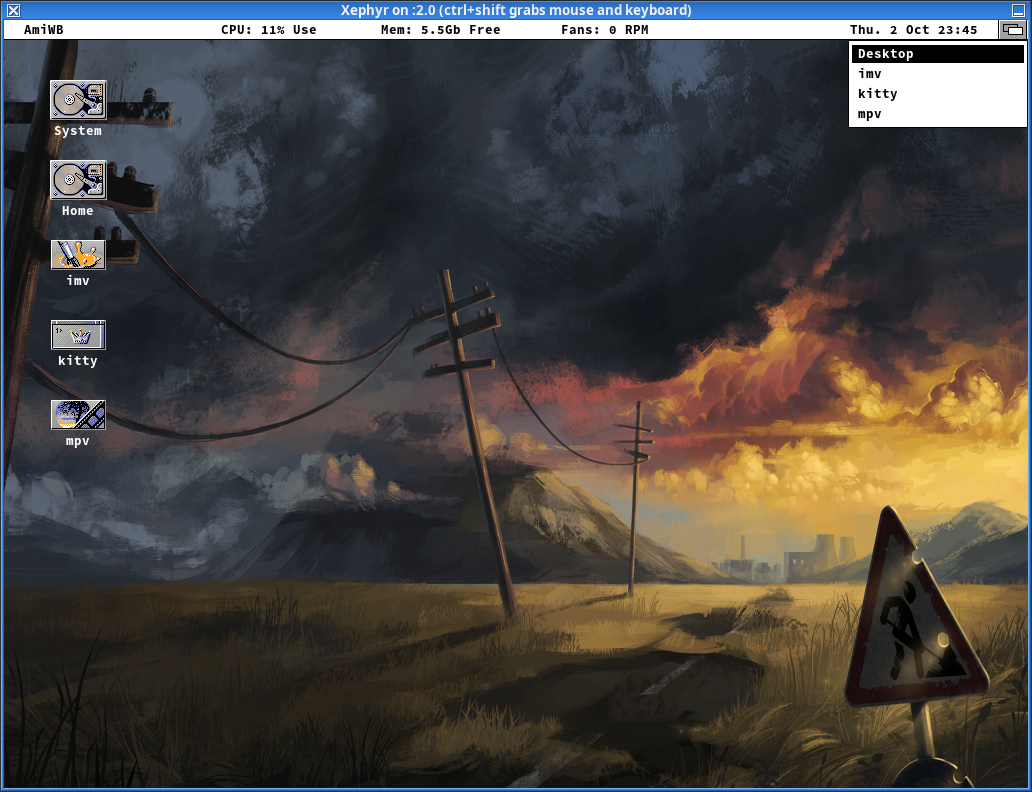 Xephyr on :2.0 (ctrl+shift grabs mouse and keyboard)
AmiWB CPU: 11% Use Mem: 5.5Gb Free Fans: 0 RPM Thu. 2 Oct 23:45
Desktop
imv
kitty
mpv
System
Home
imv
kitty
mpv